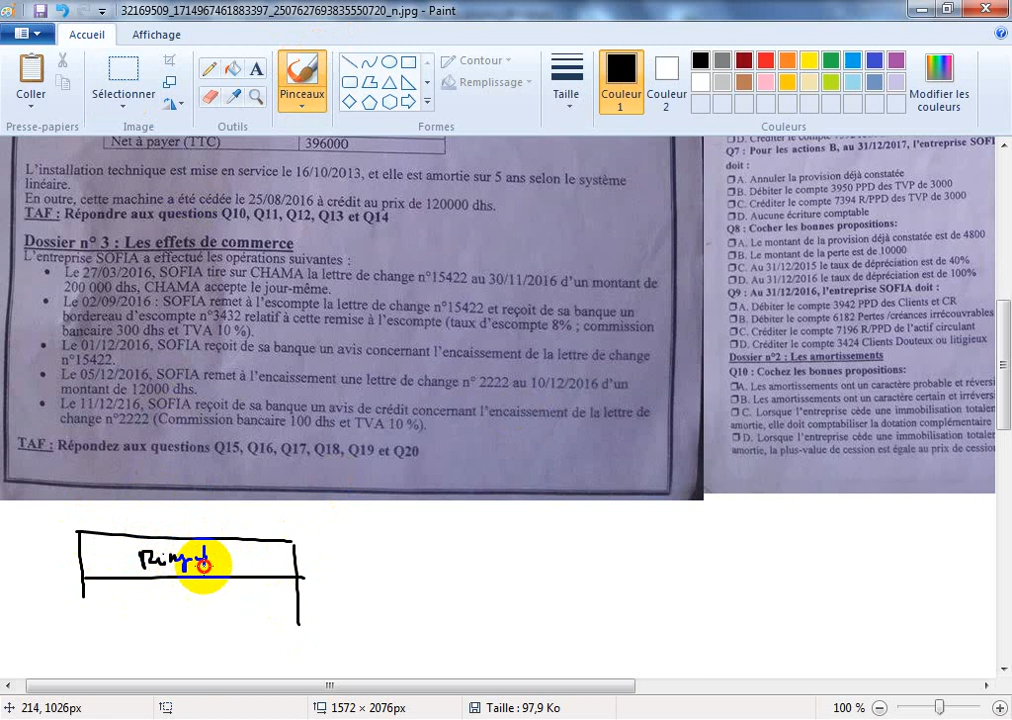 32169509_1714967461883397_2507627693835550720_n.jpg - Paint
Accueil
Affichage
Coller
Sélectionner
Pinceaux
Taille
Couleur 1
Couleur 2
Contour
Remplissage
Modifier les couleurs
Presse-papiers
Image
Outils
Formes
Couleurs
Net à payer (TTC) 396000
L'installation technique est mise en service le 16/10/2013, et elle est amortie sur 5 ans selon le système
linéaire.
En outre, cette machine a été cédée le 25/08/2016 à crédit au prix de 120000 dhs.
TAF : Répondre aux questions Q10, Q11, Q12, Q13 et Q14
Dossier n° 3 : Les effets de commerce
L'entreprise SOFIA a effectué les opérations suivantes :
• Le 27/03/2016, SOFIA tire sur CHAMA la lettre de change n°15422 au 30/11/2016 d'un montant de
200 000 dhs, CHAMA accepte le jour-même.
• Le 02/09/2016 : SOFIA remet à l'escompte la lettre de change n°15422 et reçoit de sa banque un
bordereau d'escompte n°3432 relatif à cette remise à l'escompte (taux d'escompte 8% ; commission
bancaire 300 dhs et TVA 10 %).
• Le 01/12/2016, SOFIA reçoit de sa banque un avis concernant l'encaissement de la lettre de change
n°15422.
• Le 05/12/2016, SOFIA remet à l'encaissement une lettre de change n° 2222 au 10/12/2016 d'un
montant de 12000 dhs.
• Le 11/12/216, SOFIA reçoit de sa banque un avis de crédit concernant l'encaissement de la lettre de
change n°2222 (Commission bancaire 100 dhs et TVA 10 %).
TAF : Répondez aux questions Q15, Q16, Q17, Q18, Q19 et Q20
D. Créditer le compte
Q7 : Pour les actions B, au 31/12/2017, l'entreprise SOFI
doit :
A. Annuler la provision déjà constatée
B. Débiter le compte 3950 PPD des TVP de 3000
C. Créditer le compte 7394 R/PPD des TVP de 3000
D. Aucune écriture comptable
Q8 : Cocher les bonnes propositions:
A. Le montant de la provision déjà constatée est de 4800
B. Le montant de la perte est de 10000
C. Au 31/12/2015 le taux de dépréciation est de 40%
D. Au 31/12/2016 le taux de dépréciation est de 100%
Q9 : Au 31/12/2016, l'entreprise SOFIA doit :
A. Débiter le compte 3942 PPD des Clients et CR
B. Débiter le compte 6182 Pertes /créances irrécouvrables
C. Créditer le compte 7196 R/PPD de l'actif circulant
D. Créditer le compte 3424 Clients Douteux ou litigieux
Dossier n°2 : Les amortissements
Q10 : Cochez les bonnes propositions:
A. Les amortissements ont un caractère probable et réversi
B. Les amortissements ont un caractère certain et irrévers
C. Lorsque l'entreprise cède une immobilisation totaler
amortie, elle doit comptabiliser la dotation complémentaire
D. Lorsque l'entreprise cède une immobilisation totaler
amortie, la plus-value de cession est égale au prix de cessio
214, 1026px
1572 × 2076px
Taille : 97,9 Ko
100 %